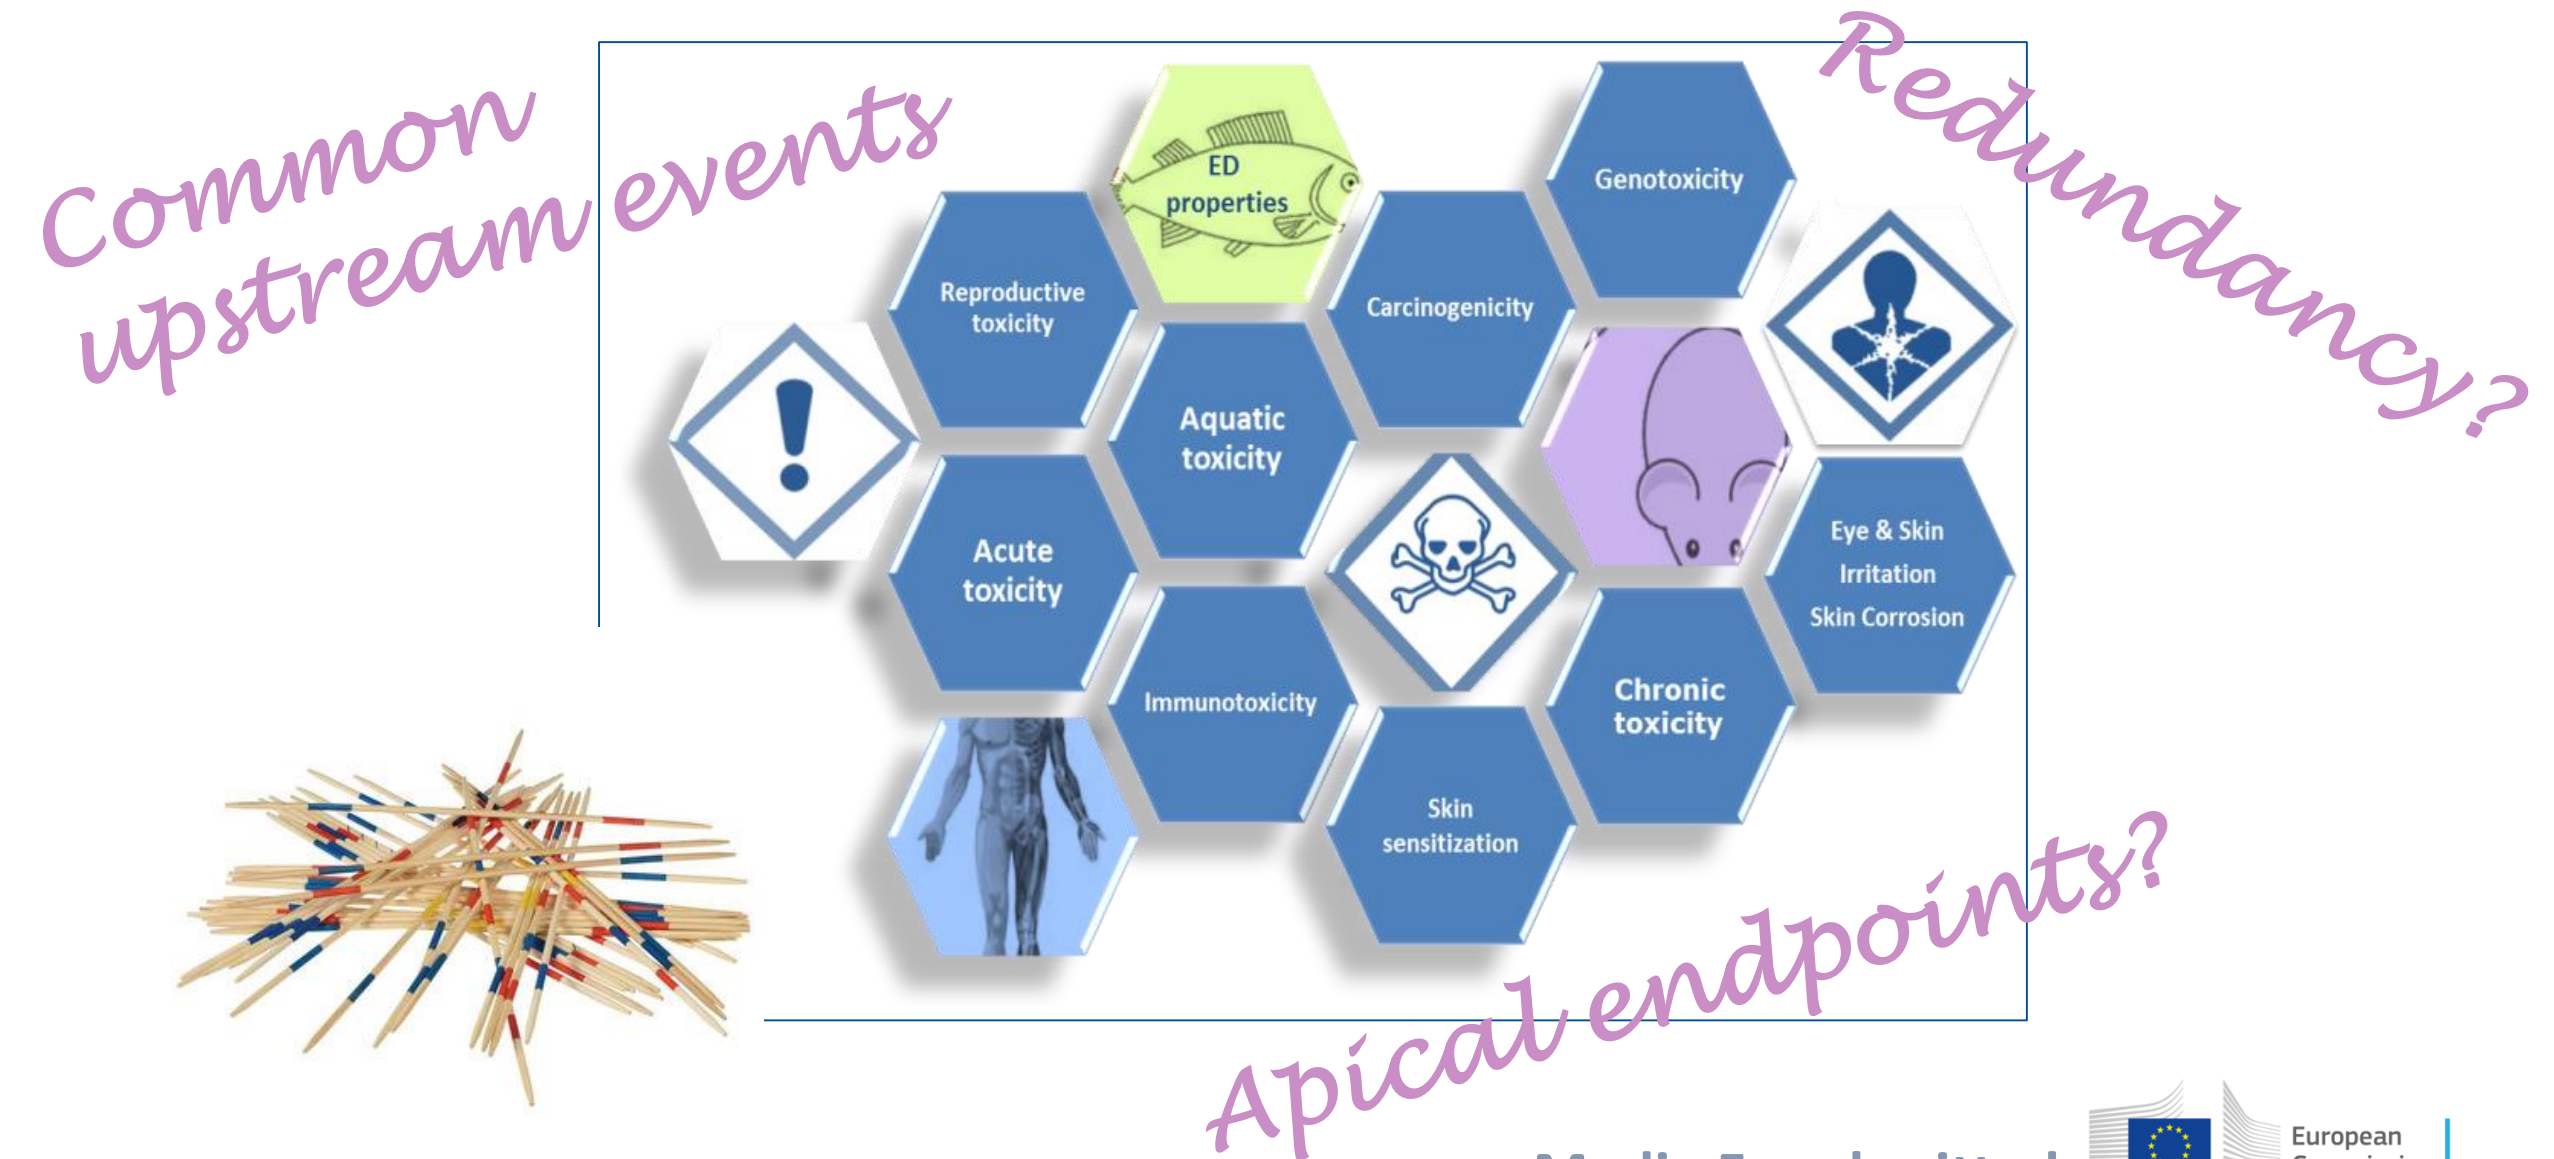 Common
upstream events
Redundancy?
ED
properties
Genotoxicity
Reproductive
toxicity
Carcinogenicity
Aquatic
toxicity
Acute
toxicity
Eye & Skin
Irritation
Skin Corrosion
Immunotoxicity
Chronic
toxicity
Skin
sensitization
Apical endpoints?
European